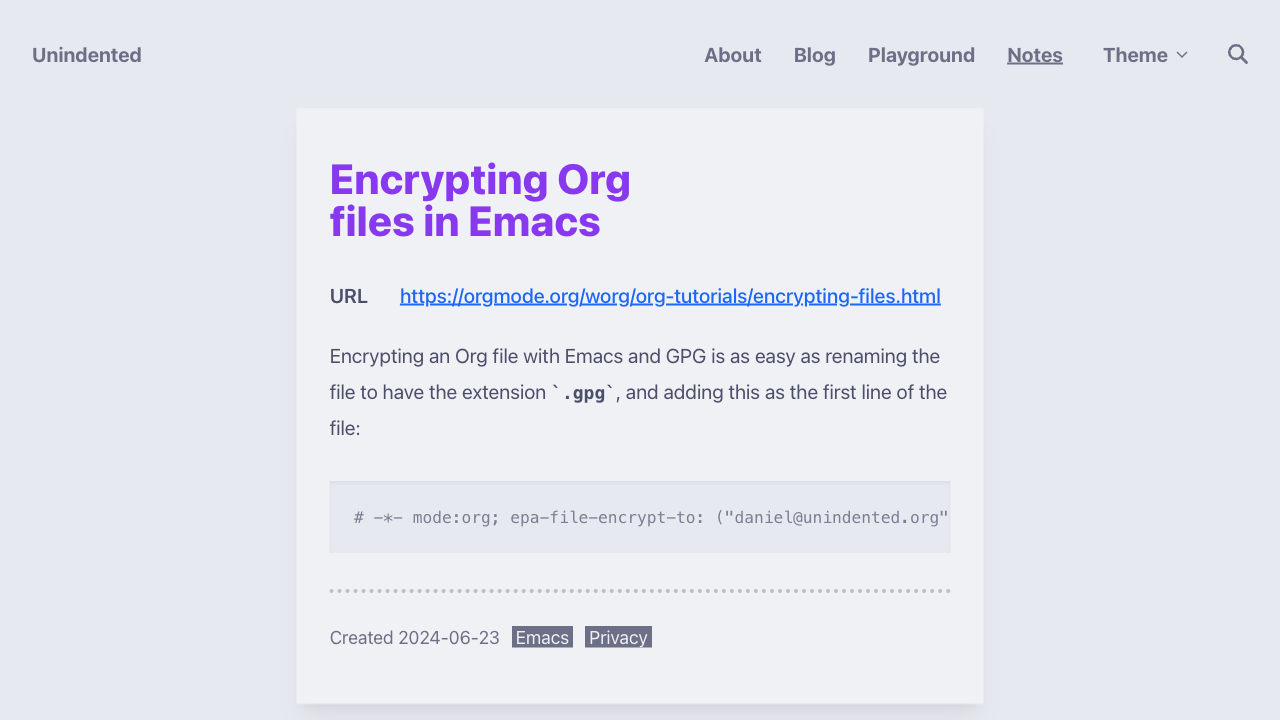 Unindented
About Blog Playground Notes Theme
Encrypting Org
files in Emacs
URL https://orgmode.org/worg/org-tutorials/encrypting-files.html
Encrypting an Org file with Emacs and GPG is as easy as renaming the
file to have the extension `.gpg`, and adding this as the first line of the
file:
# -*- mode:org; epa-file-encrypt-to: ("daniel@unindented.org"
Created 2024-06-23 Emacs Privacy